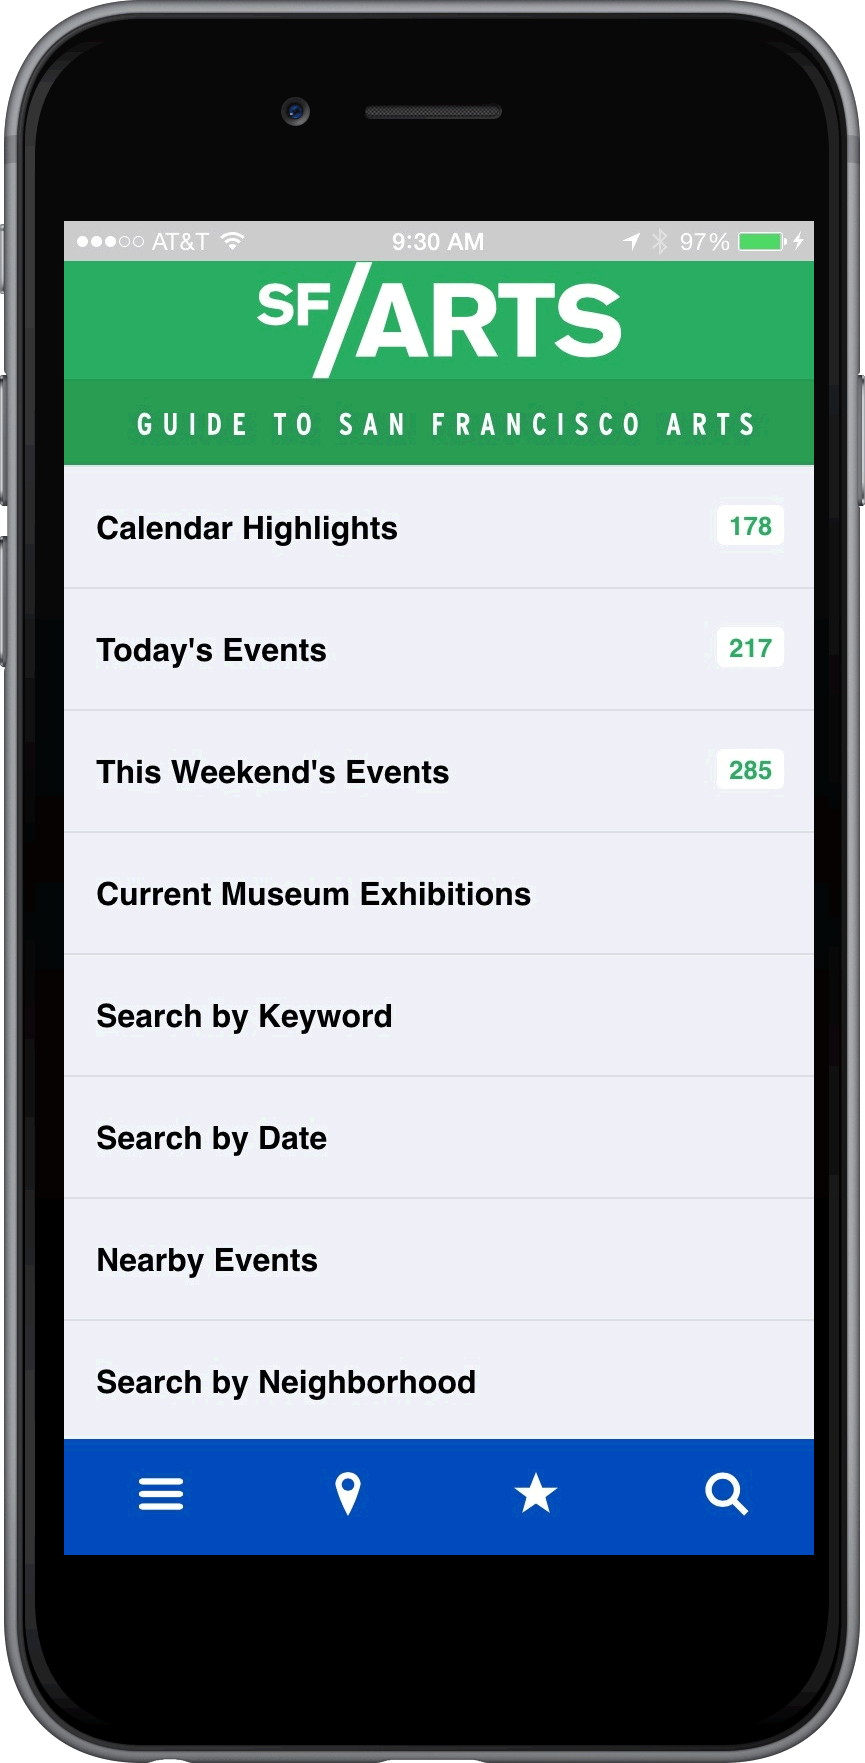 AT&T 9:30 AM 97%
SF/ARTS
GUIDE TO SAN FRANCISCO ARTS
Calendar Highlights 178
Today's Events 217
This Weekend's Events 285
Current Museum Exhibitions
Search by Keyword
Search by Date
Nearby Events
Search by Neighborhood